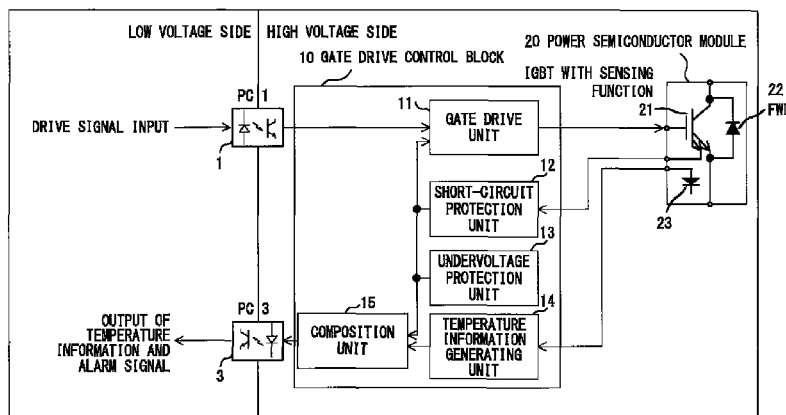 LOW VOLTAGE SIDE
HIGH VOLTAGE SIDE
20 POWER SEMICONDUCTOR MODULE
10 GATE DRIVE CONTROL BLOCK
IGBT WITH SENSING
FUNCTION
22
FWD
21
PC 1
11
GATE DRIVE
UNIT
DRIVE SIGNAL INPUT
1
12
SHORT-CIRCUIT
PROTECTION
UNIT
23
13
UNDERVOLTAGE
PROTECTION
UNIT
PC 3
15
14
OUTPUT OF
TEMPERATURE
INFORMATION AND
ALARM SIGNAL
COMPOSITION
UNIT
TEMPERATURE
INFORMATION
GENERATING
UNIT
3